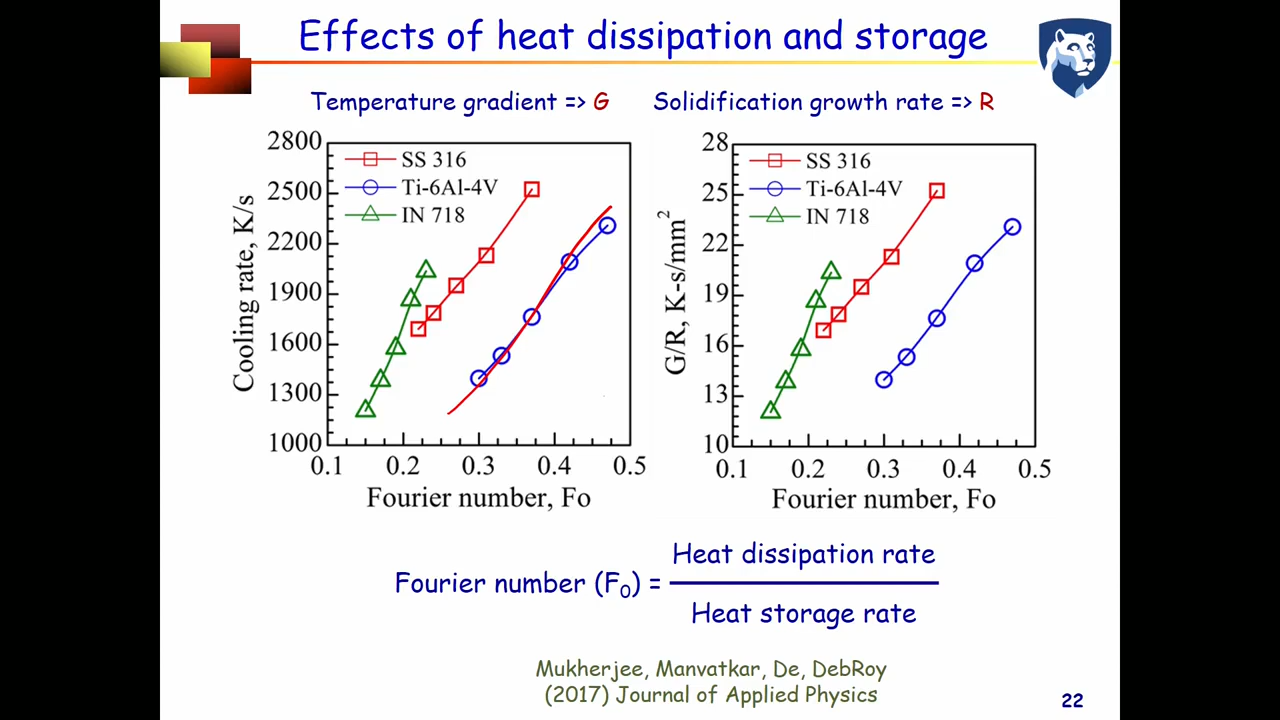 Effects of heat dissipation and storage
Temperature gradient => G
Solidification growth rate => R
2800
2500
2200
1900
1600
1300
1000
Cooling rate, K/s
SS 316
Ti-6Al-4V
IN 718
0.1 0.2 0.3 0.4 0.5
Fourier number, Fo
28
25
22
19
16
13
10
G/R, K-s/mm²
SS 316
Ti-6Al-4V
IN 718
0.1 0.2 0.3 0.4 0.5
Fourier number, Fo
Heat dissipation rate
Fourier number (F₀) =
Heat storage rate
Mukherjee, Manvatkar, De, DebRoy
(2017) Journal of Applied Physics
22